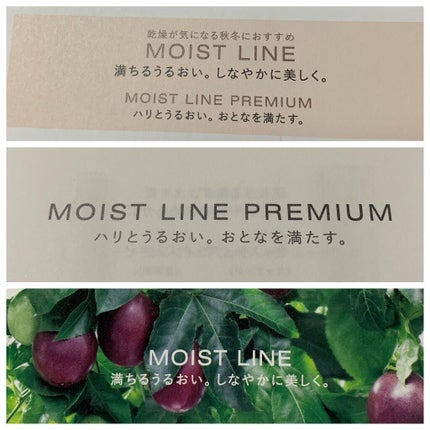 乾燥が気になる秋冬におすすめ
MOIST LINE
満ちるうるおい。しなやかに美しく。
MOIST LINE PREMIUM
ハリとうるおい。おとなを満たす。
MOIST LINE PREMIUM
ハリとうるおい。おとなを満たす。
MOIST LINE
満ちるうるおい。しなやかに美しく。